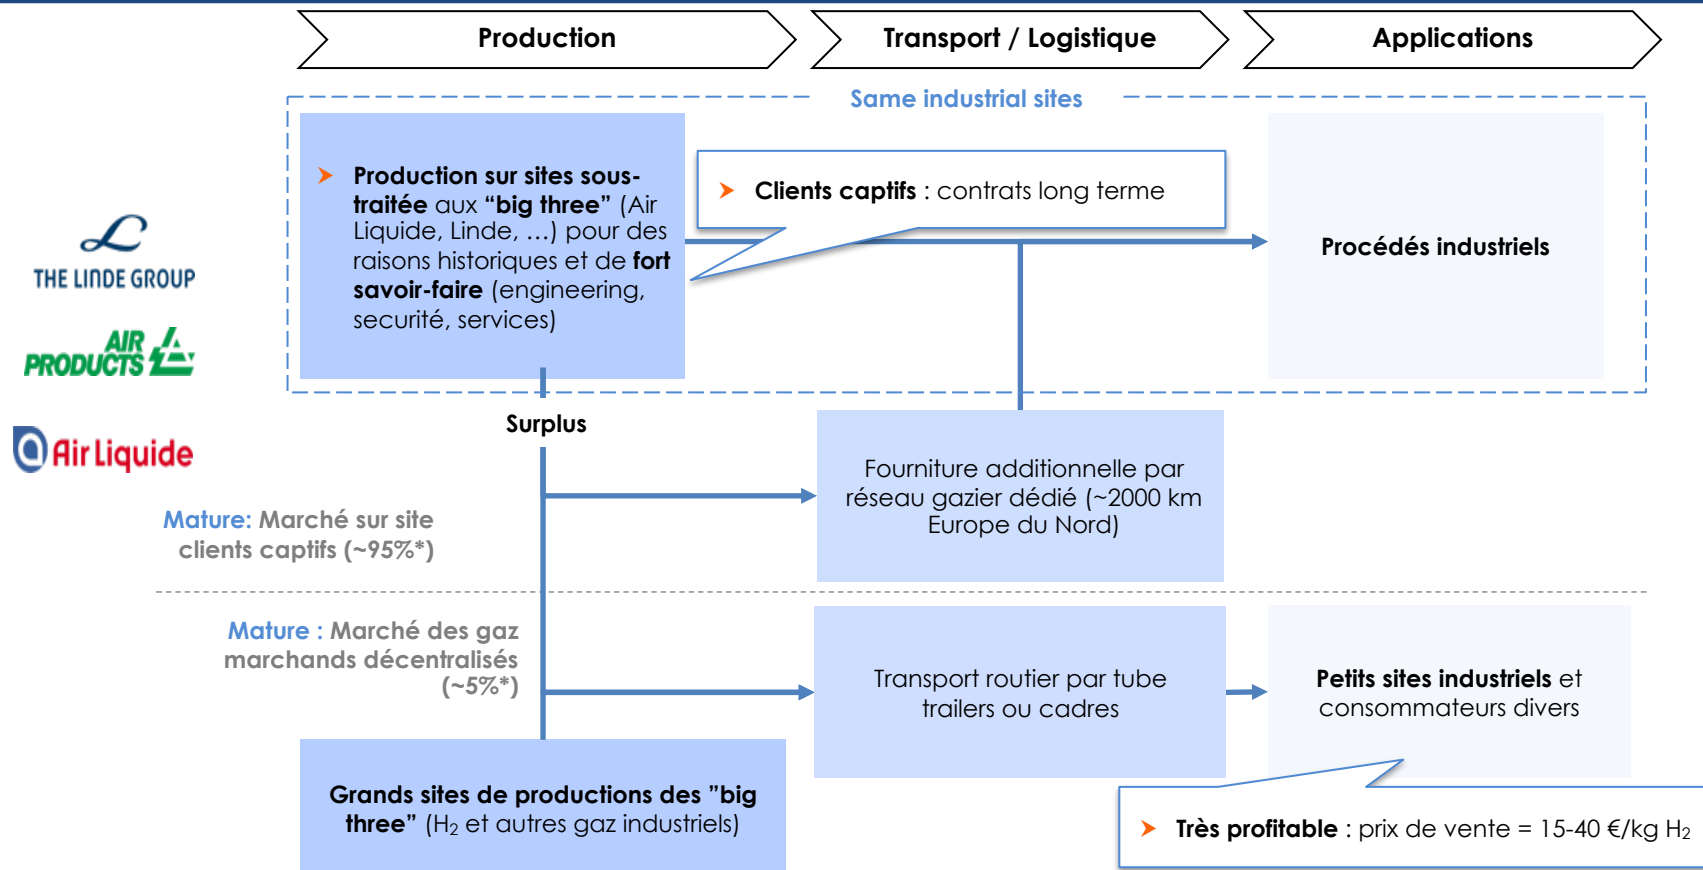 Production
Transport / Logistique
Applications
Same industrial sites
Production sur sites sous-
traitée aux “big three” (Air
Liquide, Linde, …) pour des
raisons historiques et de fort
savoir-faire (engineering,
securité, services)
Clients captifs : contrats long terme
Procédés industriels
THE LINDE GROUP
AIR
PRODUCTS
Air Liquide
Surplus
Fourniture additionnelle par
réseau gazier dédié (~2000 km
Europe du Nord)
Mature: Marché sur site
clients captifs (~95%*)
Mature : Marché des gaz
marchands décentralisés
(~5%*)
Transport routier par tube
trailers ou cadres
Petits sites industriels et
consommateurs divers
Grands sites de productions des ”big
three” (H₂ et autres gaz industriels)
Très profitable : prix de vente = 15-40 €/kg H₂